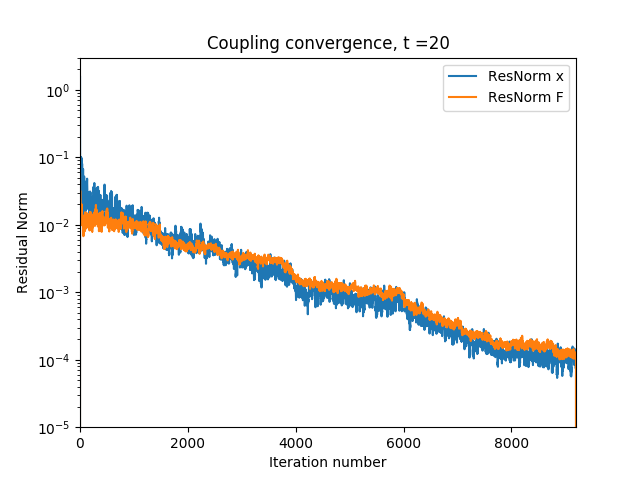 Coupling convergence, t =20
ResNorm x
ResNorm F
Residual Norm
10^0
10^-1
10^-2
10^-3
10^-4
10^-5
0 2000 4000 6000 8000
Iteration number